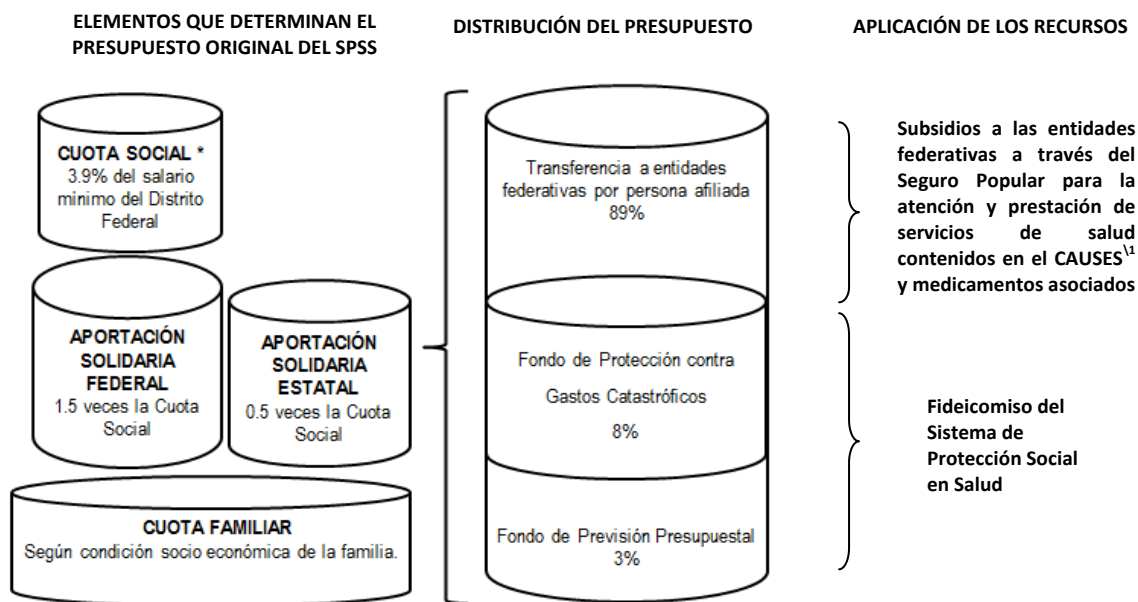 ELEMENTOS QUE DETERMINAN EL
PRESUPUESTO ORIGINAL DEL SPSS
DISTRIBUCIÓN DEL PRESUPUESTO
APLICACIÓN DE LOS RECURSOS
CUOTA SOCIAL *
3.9% del salario
mínimo del Distrito
Federal
APORTACIÓN
SOLIDARIA
FEDERAL
1.5 veces la Cuota
Social
APORTACIÓN
SOLIDARIA
ESTATAL
0.5 veces la Cuota
Social
CUOTA FAMILIAR
Según condición socio económica de la familia.
Transferencia a entidades
federativas por persona afiliada
89%
Fondo de Protección contra
Gastos Catastróficos
8%
Fondo de Previsión Presupuestal
3%
Subsidios a las entidades
federativas a través del
Seguro Popular para la
atención y prestación de
servicios de salud
contenidos en el CAUSES\1
y medicamentos asociados
Fideicomiso del
Sistema de
Protección Social
en Salud